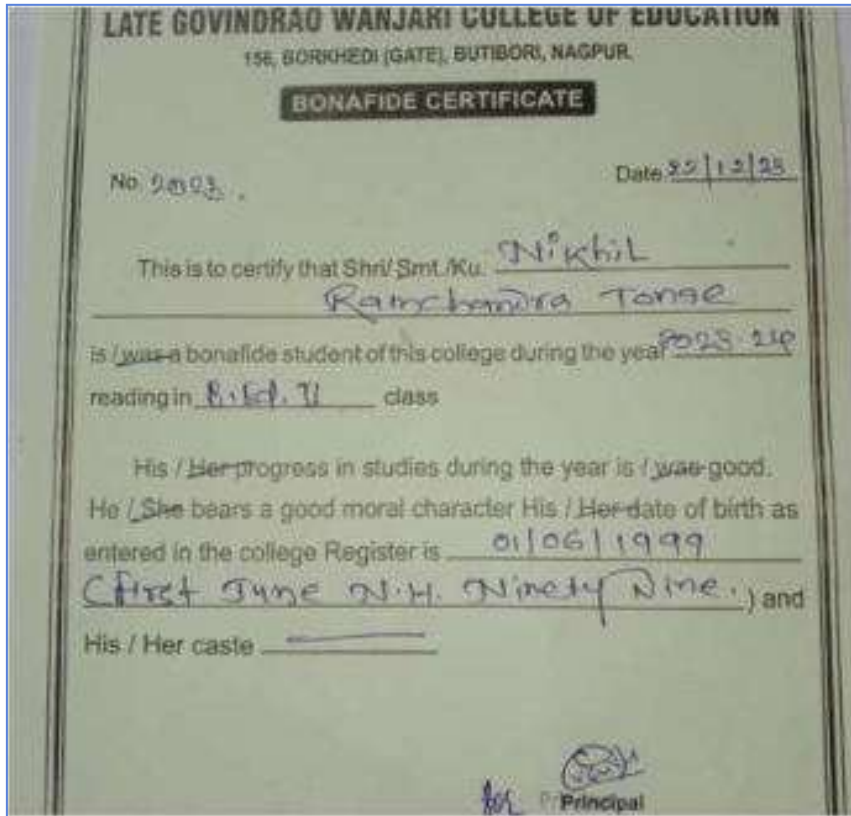 LATE GOVINDRAO WANJARI COLLEGE OF EDUCATION
156, BORKHEDI (GATE), BUTIBORI, NAGPUR.
BONAFIDE CERTIFICATE
No. 2023. Date 22/12/23
This is to certify that Shri/Smt./Ku. Nikhil
Ramchandra Tonge
is / was a bonafide student of this college during the year 2023-24
reading in B.Ed. II class
His / Her progress in studies during the year is / was good.
He / She bears a good moral character His / Her date of birth as
entered in the college Register is 01/06/1999
(first June N.H. Ninety Nine.) and
His / Her caste
for Principal